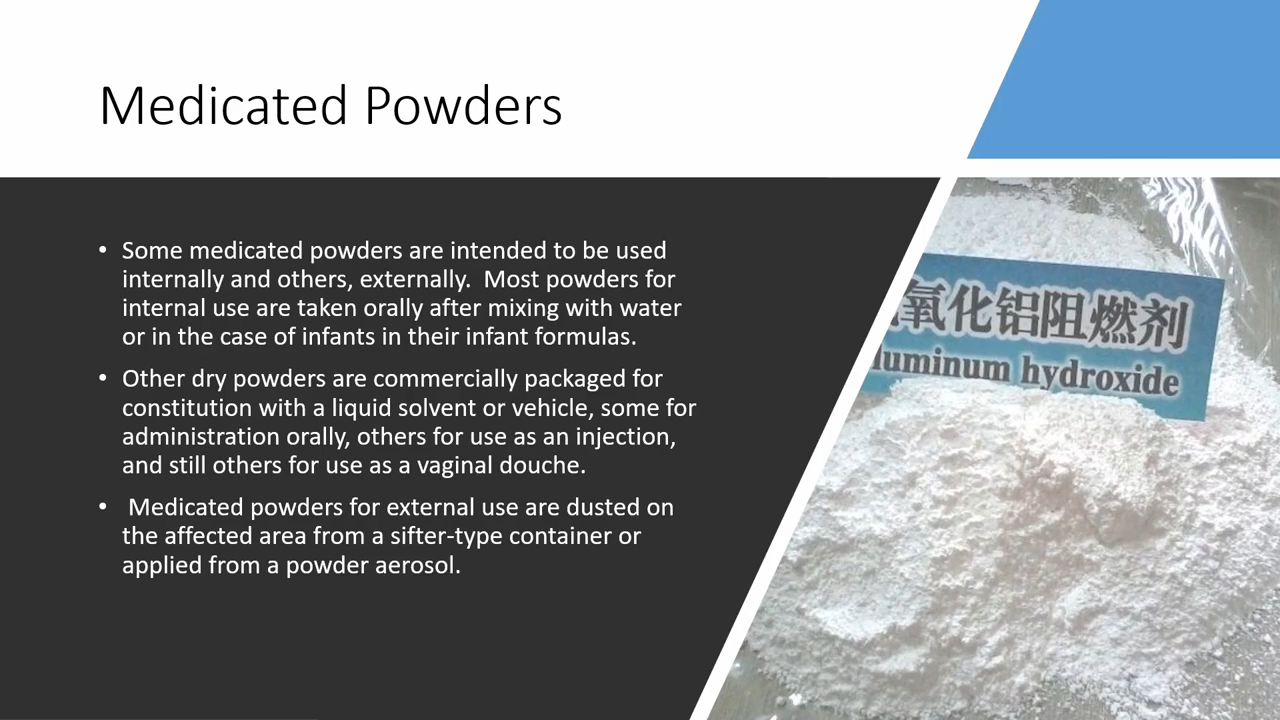 Medicated Powders
• Some medicated powders are intended to be used
internally and others, externally.  Most powders for
internal use are taken orally after mixing with water
or in the case of infants in their infant formulas.
• Other dry powders are commercially packaged for
constitution with a liquid solvent or vehicle, some for
administration orally, others for use as an injection,
and still others for use as a vaginal douche.
•  Medicated powders for external use are dusted on
the affected area from a sifter-type container or
applied from a powder aerosol.
氧化铝阻燃剂
luminum hydroxide